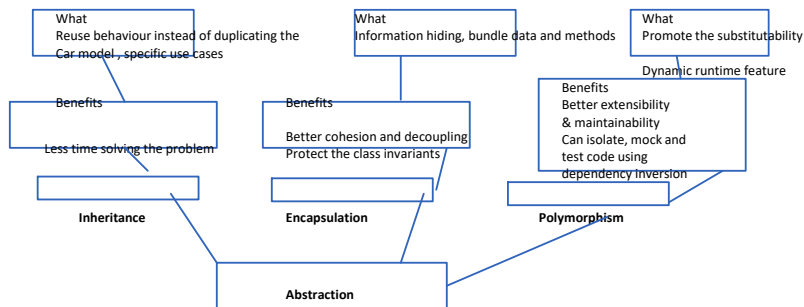 What
Reuse behaviour instead of duplicating the
Car model , specific use cases
What
Information hiding, bundle data and methods
What
Promote the substitutability
Dynamic runtime feature
Benefits
Less time solving the problem
Benefits
Better cohesion and decoupling
Protect the class invariants
Benefits
Better extensibility
& maintainability
Can isolate, mock and
test code using
dependency inversion
Inheritance
Encapsulation
Polymorphism
Abstraction